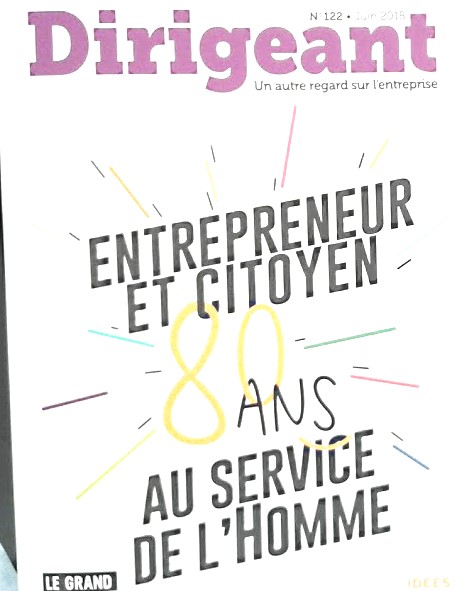 N°122 • Juin 2018
Dirigeant
Un autre regard sur l'entreprise
ENTREPRENEUR
ET CITOYEN
80 ANS
AU SERVICE
DE L'HOMME
LE GRAND
IDÉES